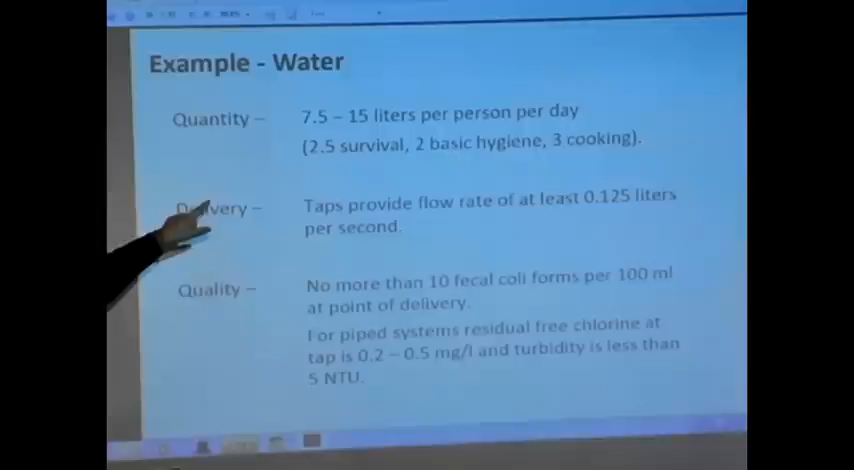 Example - Water
Quantity – 7.5 – 15 liters per person per day
(2.5 survival, 2 basic hygiene, 3 cooking).
Delivery – Taps provide flow rate of at least 0.125 liters
per second.
Quality – No more than 10 fecal coli forms per 100 ml
at point of delivery.
For piped systems residual free chlorine at
tap is 0.2 – 0.5 mg/l and turbidity is less than
5 NTU.